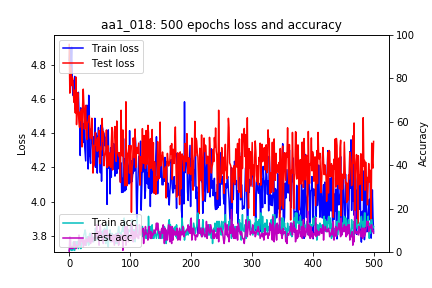 aa1_018: 500 epochs loss and accuracy
Train loss
Test loss
Train acc
Test acc
Loss
4.8
4.6
4.4
4.2
4.0
3.8
Accuracy
100
80
60
40
20
0
0
100
200
300
400
500